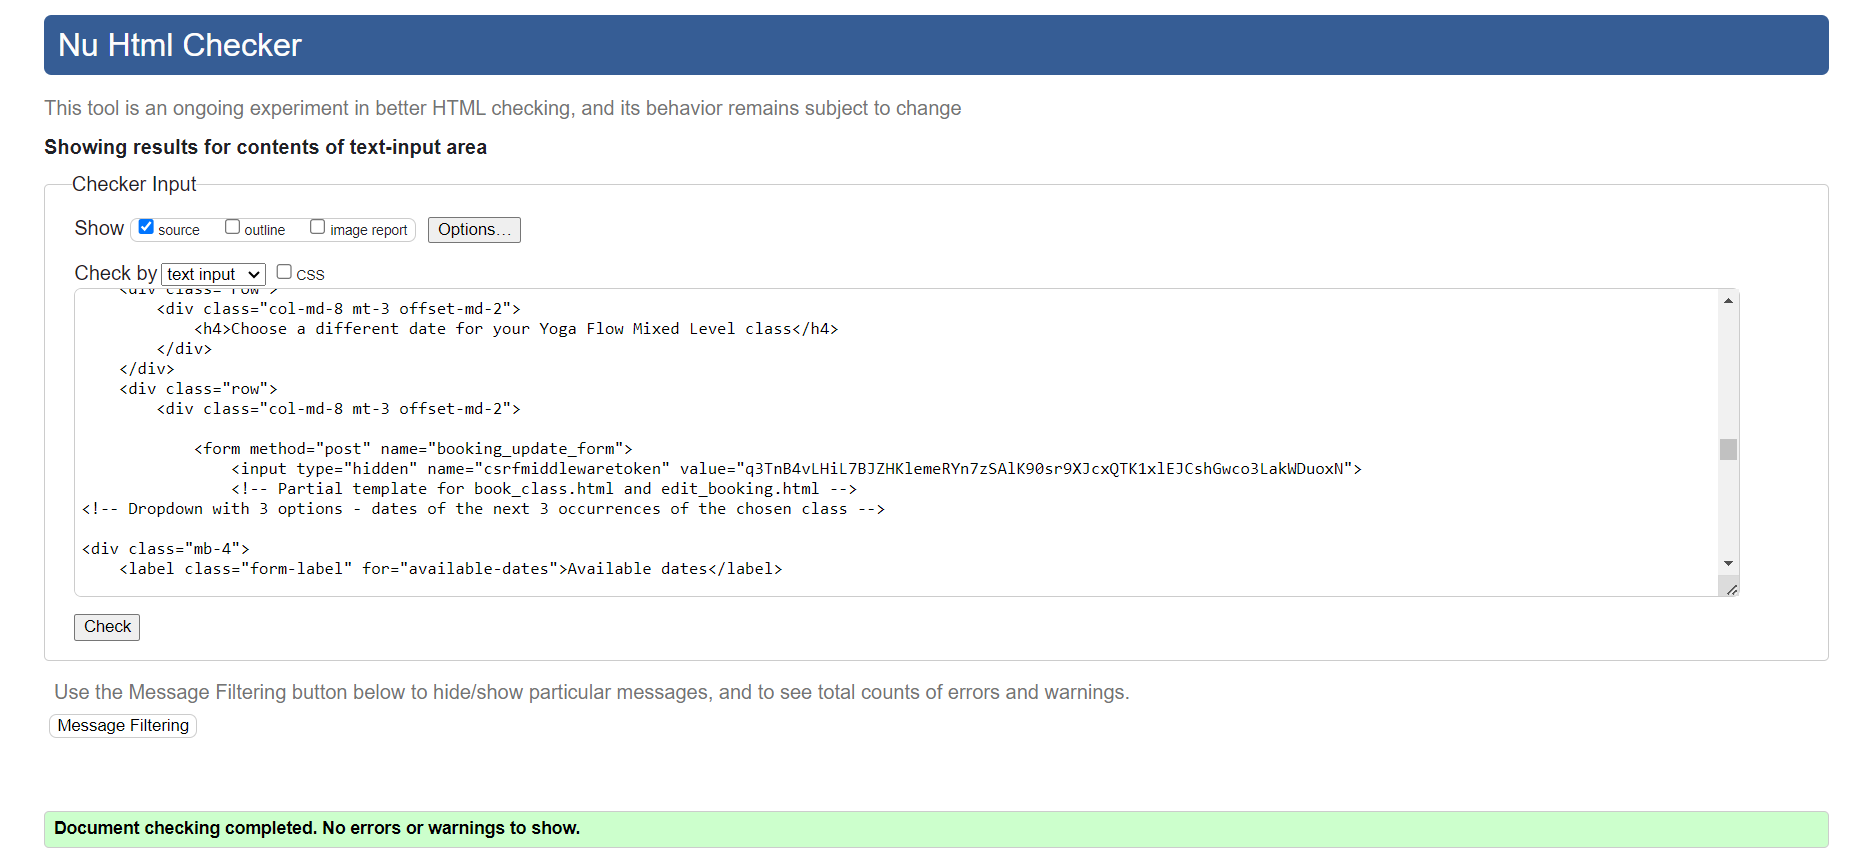 Nu Html Checker
This tool is an ongoing experiment in better HTML checking, and its behavior remains subject to change
Showing results for contents of text-input area
Checker Input
Show source outline image report Options...
Check by text input CSS
<div class="row">
<div class="col-md-8 mt-3 offset-md-2">
<h4>Choose a different date for your Yoga Flow Mixed Level class</h4>
</div>
</div>
<div class="row">
<div class="col-md-8 mt-3 offset-md-2">
<form method="post" name="booking_update_form">
<input type="hidden" name="csrfmiddlewaretoken" value="q3TnB4vLHiL7BJZHKlemeRYn7zSAlK90sr9XJcxQTK1xlEJCshGwco3LakWDuoxN">
<!-- Partial template for book_class.html and edit_booking.html -->
<!-- Dropdown with 3 options - dates of the next 3 occurrences of the chosen class -->
<div class="mb-4">
<label class="form-label" for="available-dates">Available dates</label>
Check
Use the Message Filtering button below to hide/show particular messages, and to see total counts of errors and warnings.
Message Filtering
Document checking completed. No errors or warnings to show.